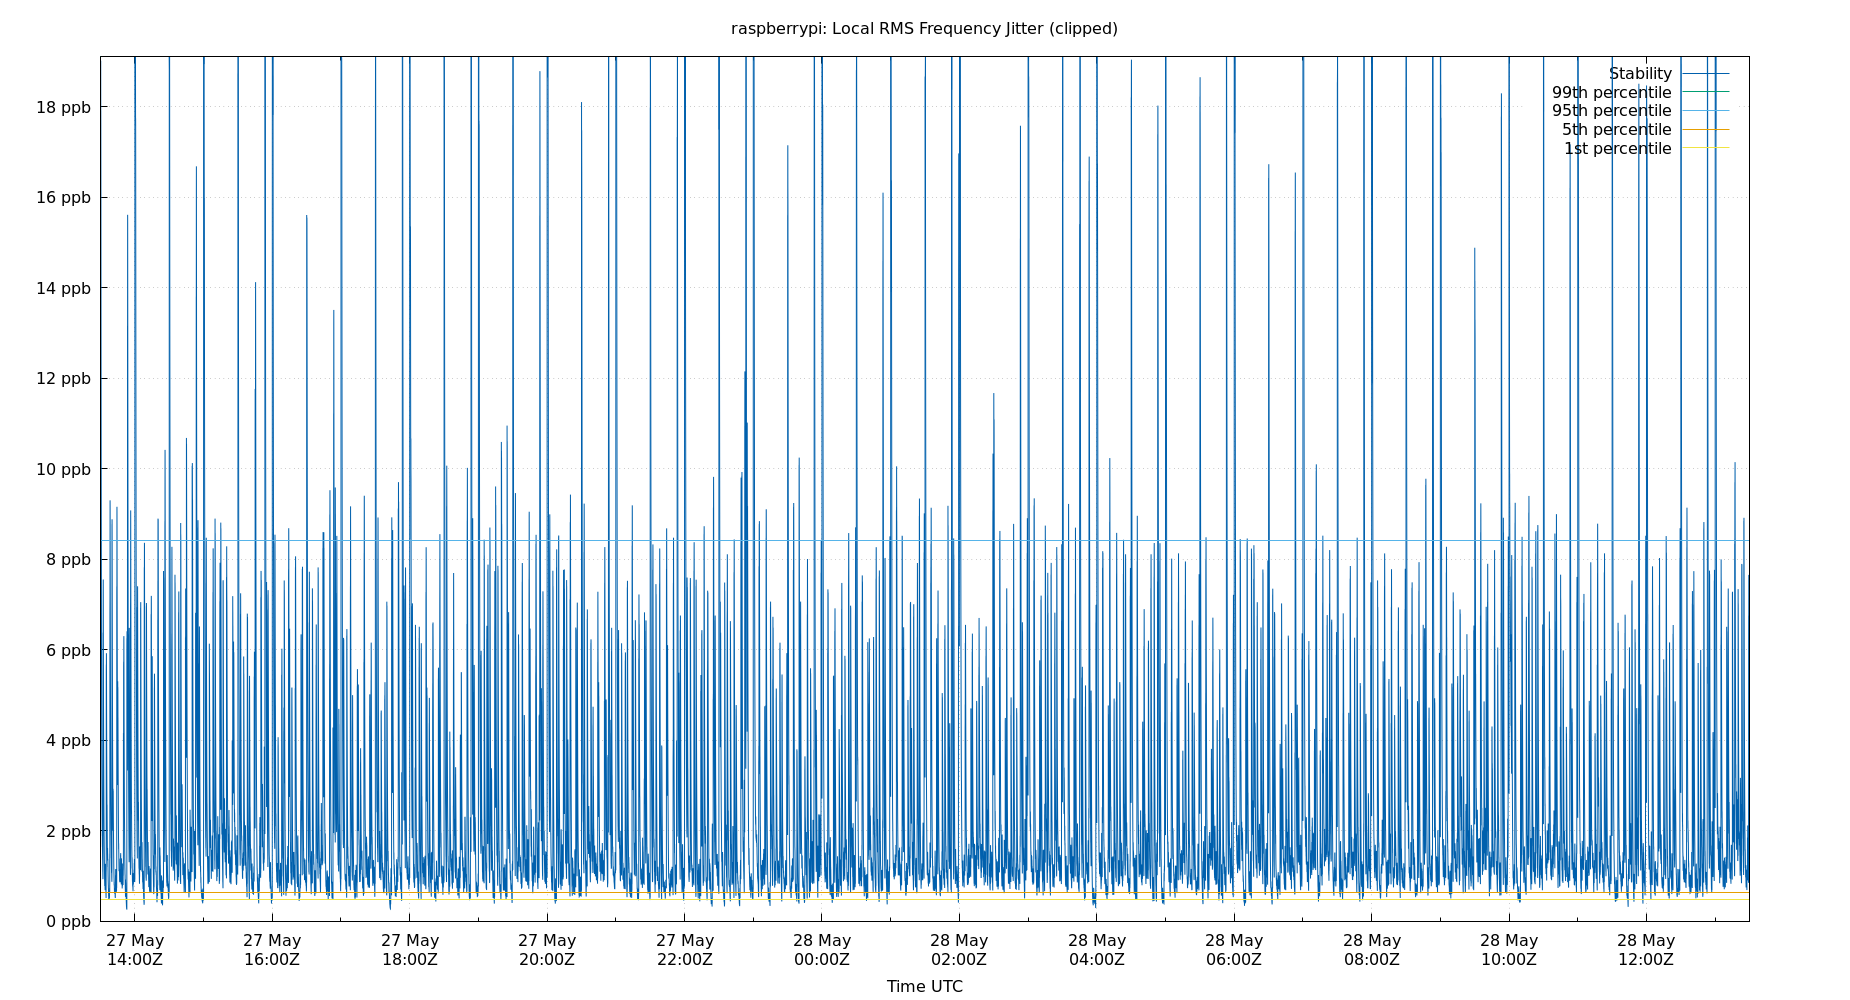 raspberrypi: Local RMS Frequency Jitter (clipped)
Stability
99th percentile
95th percentile
5th percentile
1st percentile
18 ppb
16 ppb
14 ppb
12 ppb
10 ppb
8 ppb
6 ppb
4 ppb
2 ppb
0 ppb
27 May 27 May 27 May 27 May 27 May 28 May 28 May 28 May 28 May 28 May 28 May 28 May
14:00Z 16:00Z 18:00Z 20:00Z 22:00Z 00:00Z 02:00Z 04:00Z 06:00Z 08:00Z 10:00Z 12:00Z
Time UTC